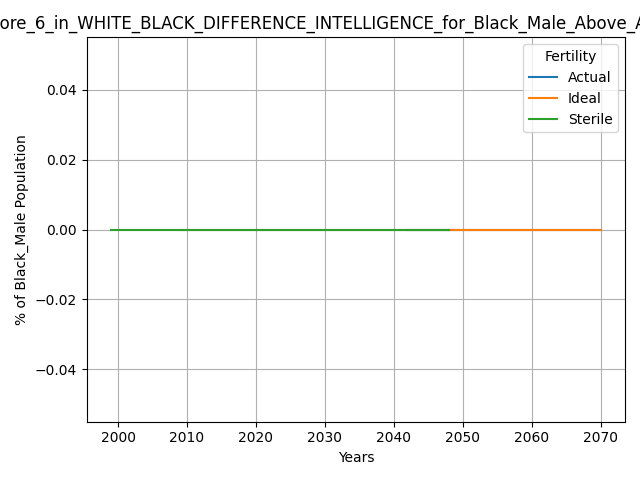 ore_6_in_WHITE_BLACK_DIFFERENCE_INTELLIGENCE_for_Black_Male_Above_A
Fertility
Actual
Ideal
Sterile
% of Black_Male Population
0.04
0.02
0.00
−0.02
−0.04
2000 2010 2020 2030 2040 2050 2060 2070
Years